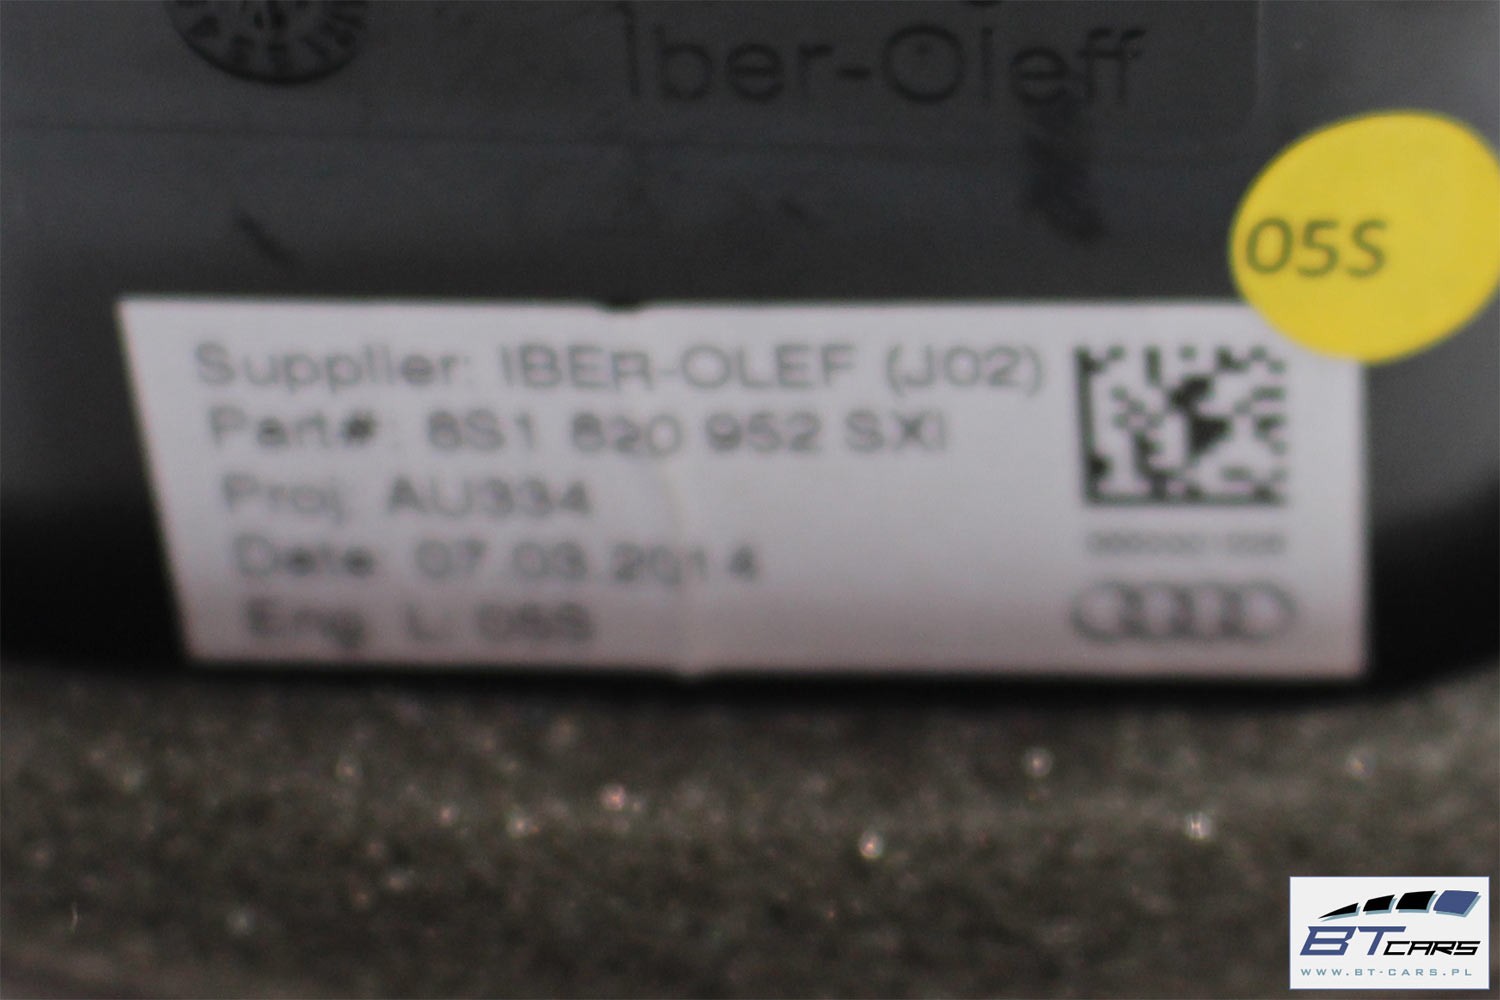 Iber-Oleff
05S
Supplier: IBER-OLEF (J02)
Part#: 8S1 820 952 SXI
Proj: AU334
Date: 07.03.2014
Eng. L: 05S
BT CARS
WWW.BT-CARS.PL